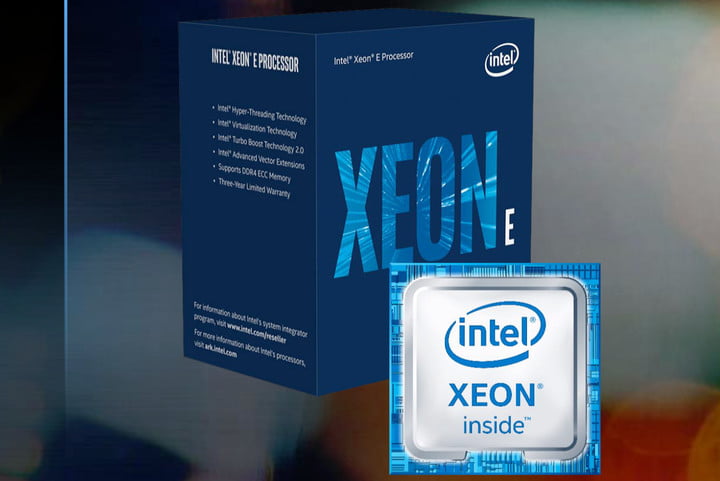 INTEL® XEON® E PROCESSOR
• Intel® Hyper-Threading Technology
• Intel® Virtualization Technology
• Intel® Turbo Boost Technology 2.0
• Intel® Advanced Vector Extensions
• Supports DDR4 ECC Memory
• Three-Year Limited Warranty
For information about Intel's system integrator
program, visit www.intel.com/reseller
For more information about Intel's processors,
visit ark.intel.com
Intel® Xeon® E Processor
intel
XEON E
intel®
XEON®
inside™